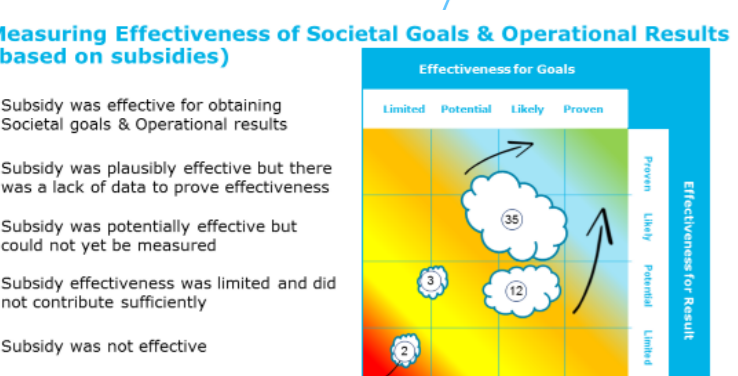 Measuring Effectiveness of Societal Goals & Operational Results
(based on subsidies)
Effectiveness for Goals
Limited Potential Likely Proven
Subsidy was effective for obtaining
Societal goals & Operational results
Subsidy was plausibly effective but there
was a lack of data to prove effectiveness
Subsidy was potentially effective but
could not yet be measured
Subsidy effectiveness was limited and did
not contribute sufficiently
Subsidy was not effective
35
3
12
2
Proven
Likely
Potential
Limited
Effectiveness for Result